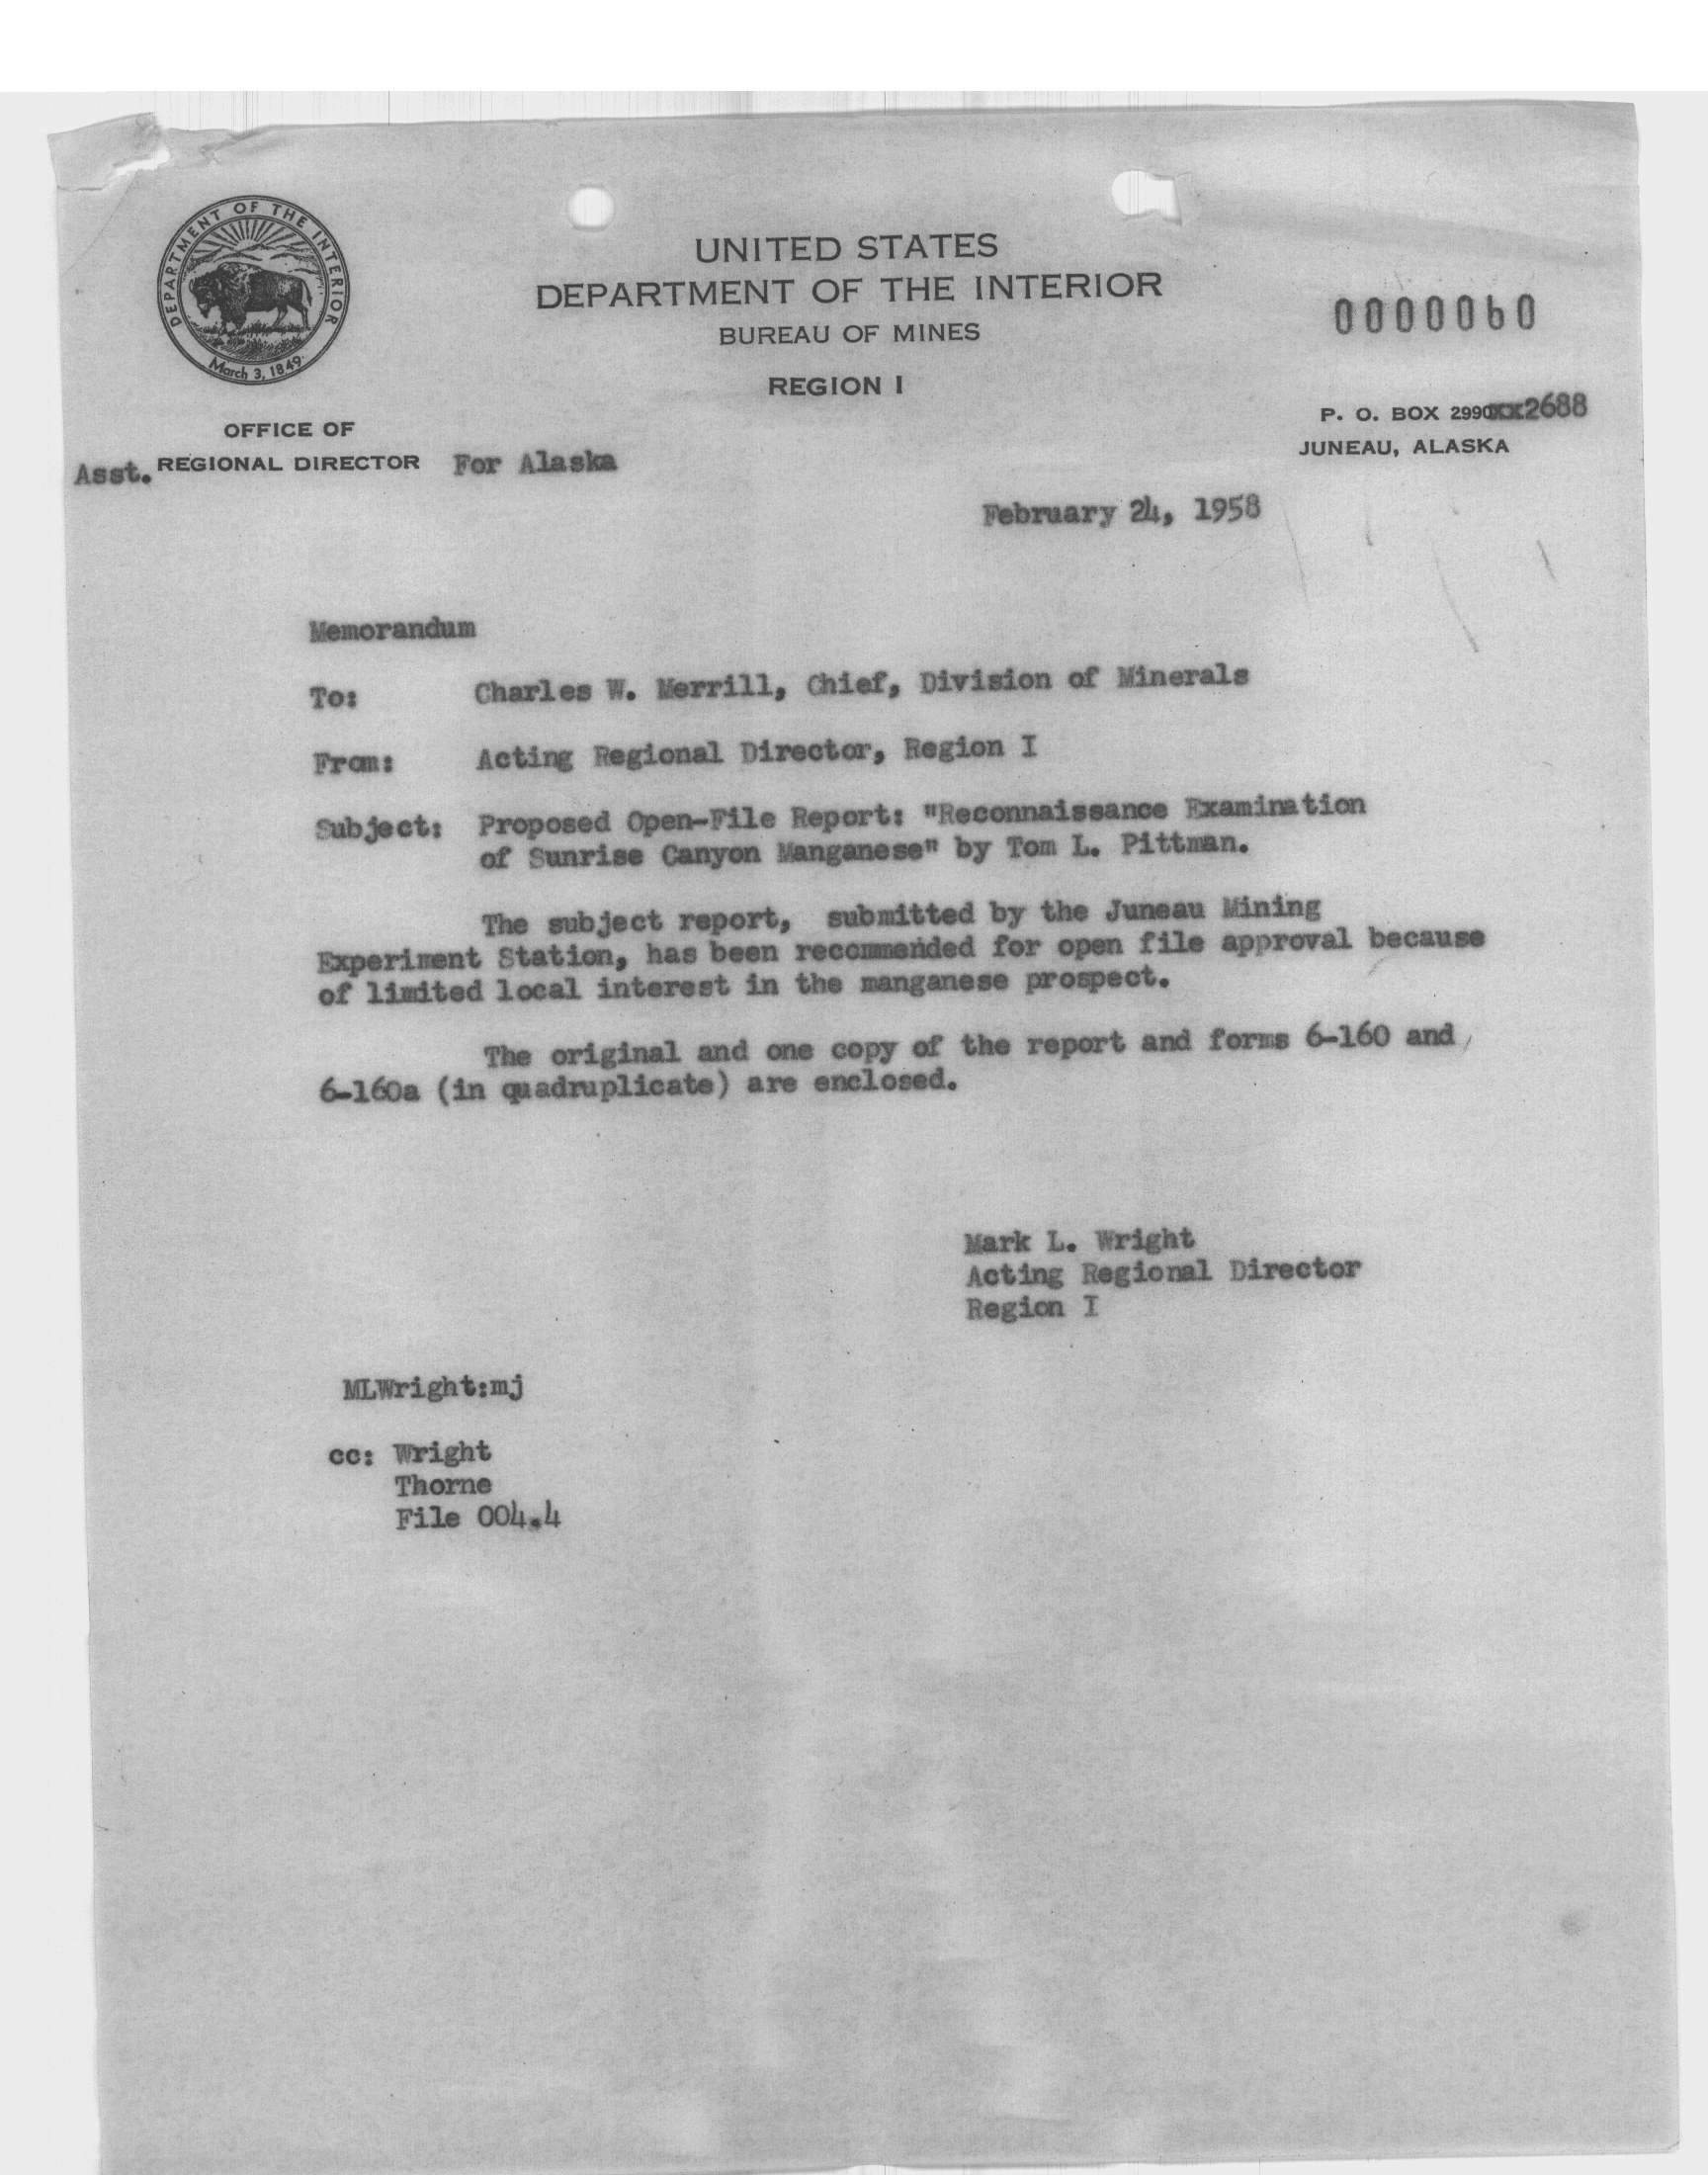 DEPARTMENT OF THE INTERIOR
March 3, 1849
UNITED STATES
DEPARTMENT OF THE INTERIOR
BUREAU OF MINES
REGION I
0000060
OFFICE OF
Asst. REGIONAL DIRECTOR For Alaska
P. O. BOX 2990xx2688
JUNEAU, ALASKA
February 24, 1958
Memorandum
To: Charles W. Merrill, Chief, Division of Minerals
From: Acting Regional Director, Region I
Subject: Proposed Open-File Report: "Reconnaissance Examination
of Sunrise Canyon Manganese" by Tom L. Pittman.
The subject report, submitted by the Juneau Mining
Experiment Station, has been recommended for open file approval because
of limited local interest in the manganese prospect.
The original and one copy of the report and forms 6-160 and
6-160a (in quadruplicate) are enclosed.
Mark L. Wright
Acting Regional Director
Region I
MLWright:mj
cc: Wright
Thorne
File 004.4